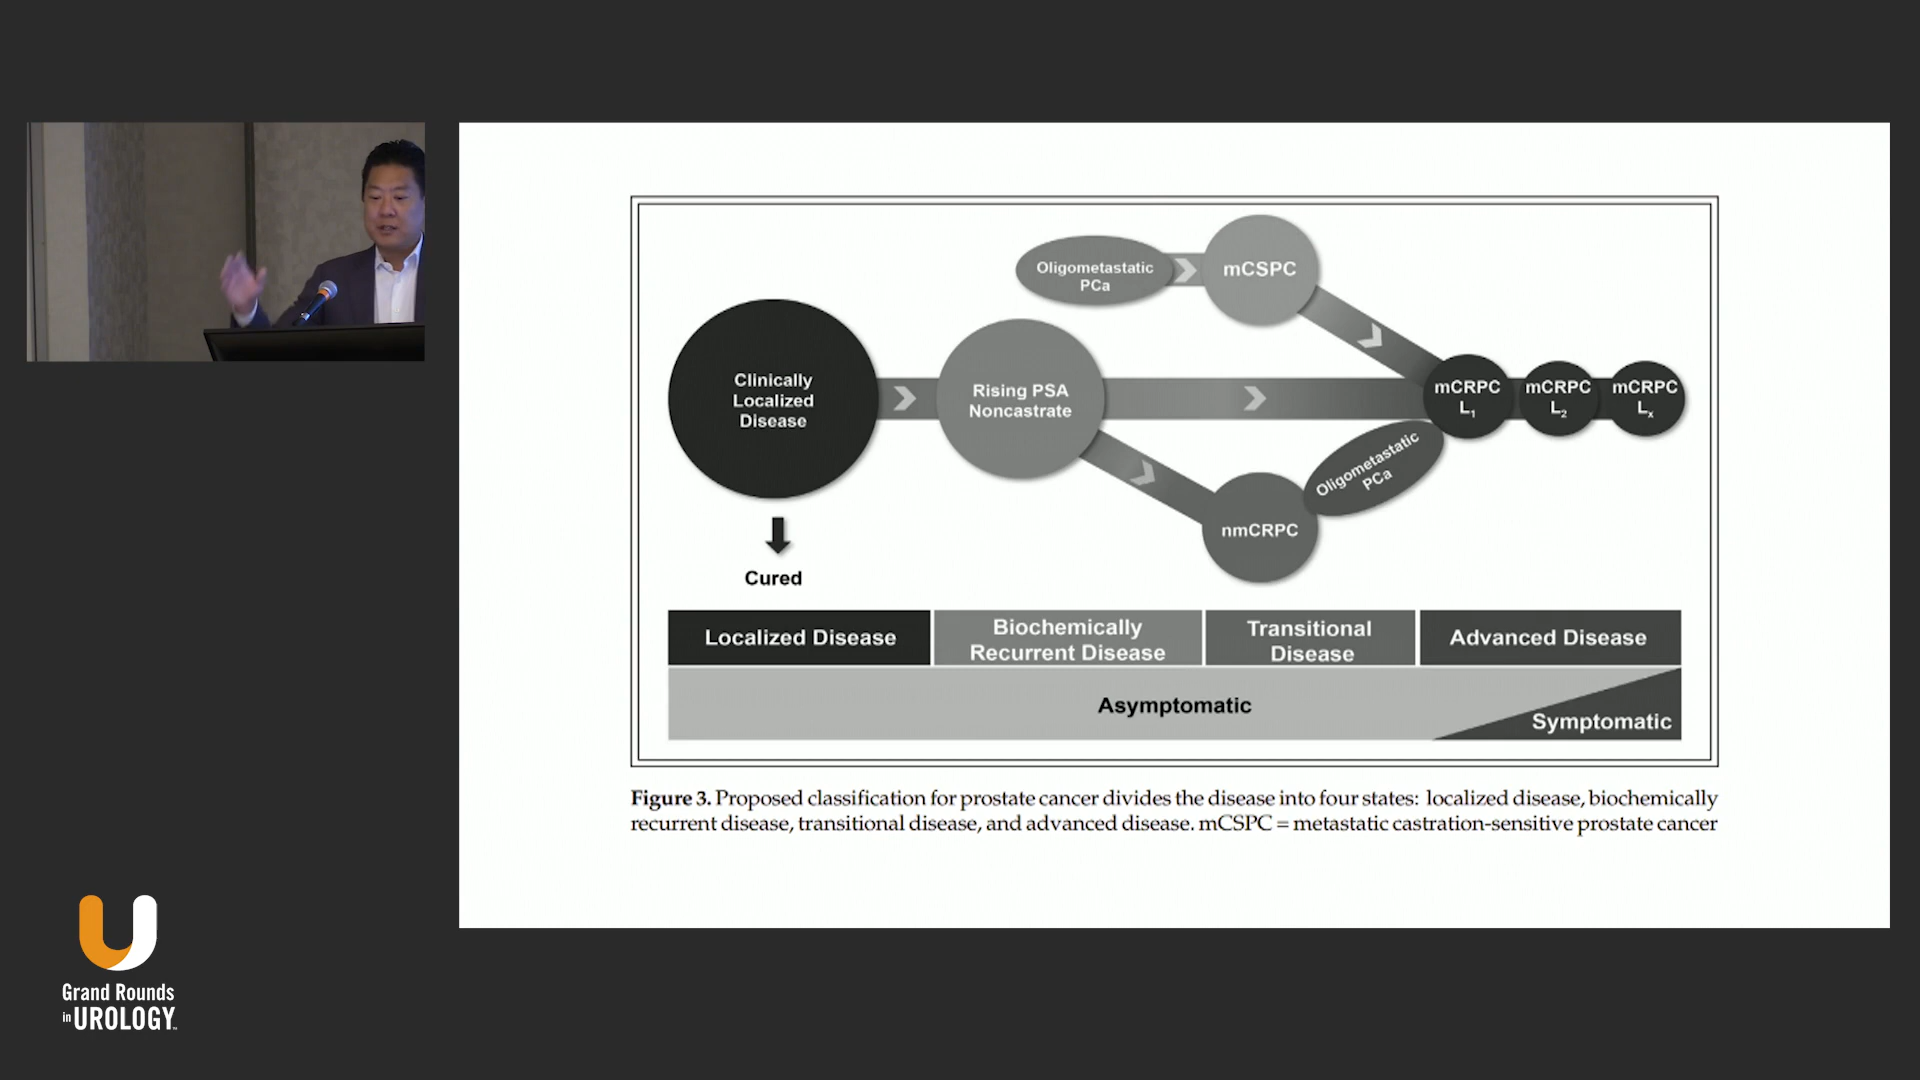 Oligometastatic
PCa
mCSPC
Clinically
Localized
Disease
Rising PSA
Noncastrate
mCRPC
L1
mCRPC
L2
mCRPC
Lx
Oligometastatic
PCa
nmCRPC
Cured
Localized Disease
Biochemically
Recurrent Disease
Transitional
Disease
Advanced Disease
Asymptomatic
Symptomatic
Figure 3. Proposed classification for prostate cancer divides the disease into four states: localized disease, biochemically
recurrent disease, transitional disease, and advanced disease. mCSPC = metastatic castration-sensitive prostate cancer
Grand Rounds
in UROLOGY™